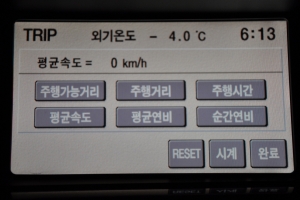 TRIP 외기온도 - 4.0 °C 6:13
평균속도 = 0 km/h
주행가능거리 주행거리 주행시간
평균속도 평균연비 순간연비
RESET 시계 완료